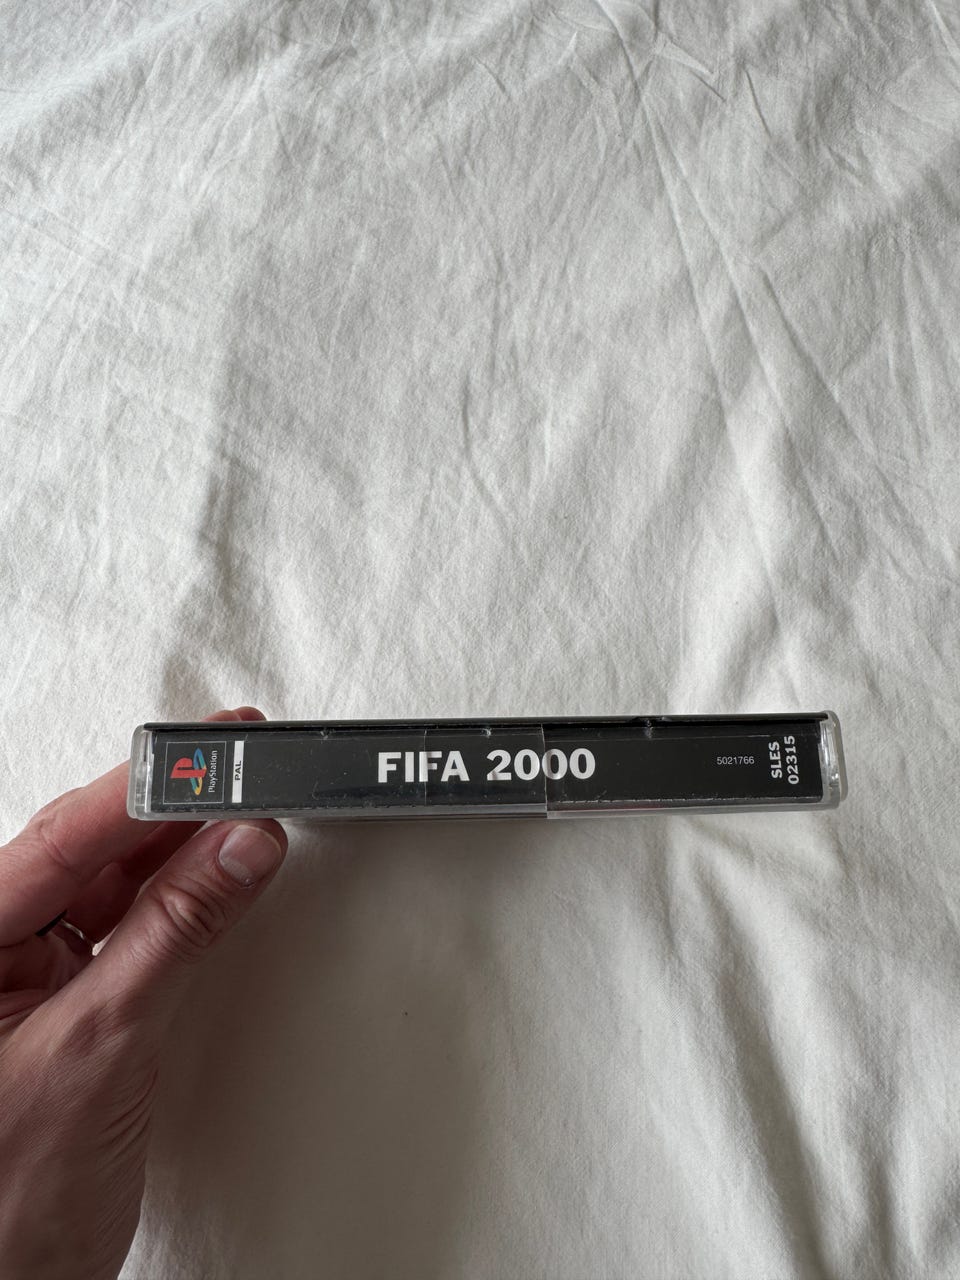 PlayStation
PAL
FIFA 2000
5021766
SLES
02315